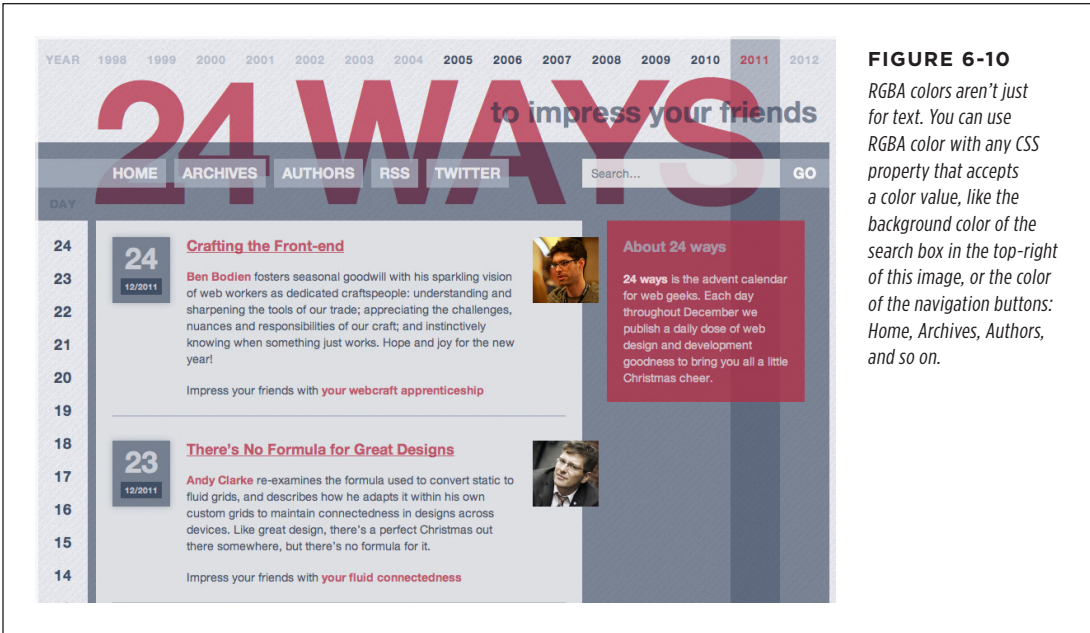 YEAR 1998 1999 2000 2001 2002 2003 2004 2005 2006 2007 2008 2009 2010 2011 2012
24 WAYS
to impress your friends
HOME ARCHIVES AUTHORS RSS TWITTER Search... GO
DAY
24
23
22
21
20
19
18
17
16
15
14
24
12/2011
Crafting the Front-end
Ben Bodien fosters seasonal goodwill with his sparkling vision
of web workers as dedicated craftspeople: understanding and
sharpening the tools of our trade; appreciating the challenges,
nuances and responsibilities of our craft; and instinctively
knowing when something just works. Hope and joy for the new
year!
Impress your friends with your webcraft apprenticeship
23
12/2011
There's No Formula for Great Designs
Andy Clarke re-examines the formula used to convert static to
fluid grids, and describes how he adapts it within his own
custom grids to maintain connectedness in designs across
devices. Like great design, there's a perfect Christmas out
there somewhere, but there's no formula for it.
Impress your friends with your fluid connectedness
About 24 ways
24 ways is the advent calendar
for web geeks. Each day
throughout December we
publish a daily dose of web
design and development
goodness to bring you all a little
Christmas cheer.
FIGURE 6-10
RGBA colors aren't just
for text. You can use
RGBA color with any CSS
property that accepts
a color value, like the
background color of the
search box in the top-right
of this image, or the color
of the navigation buttons:
Home, Archives, Authors,
and so on.